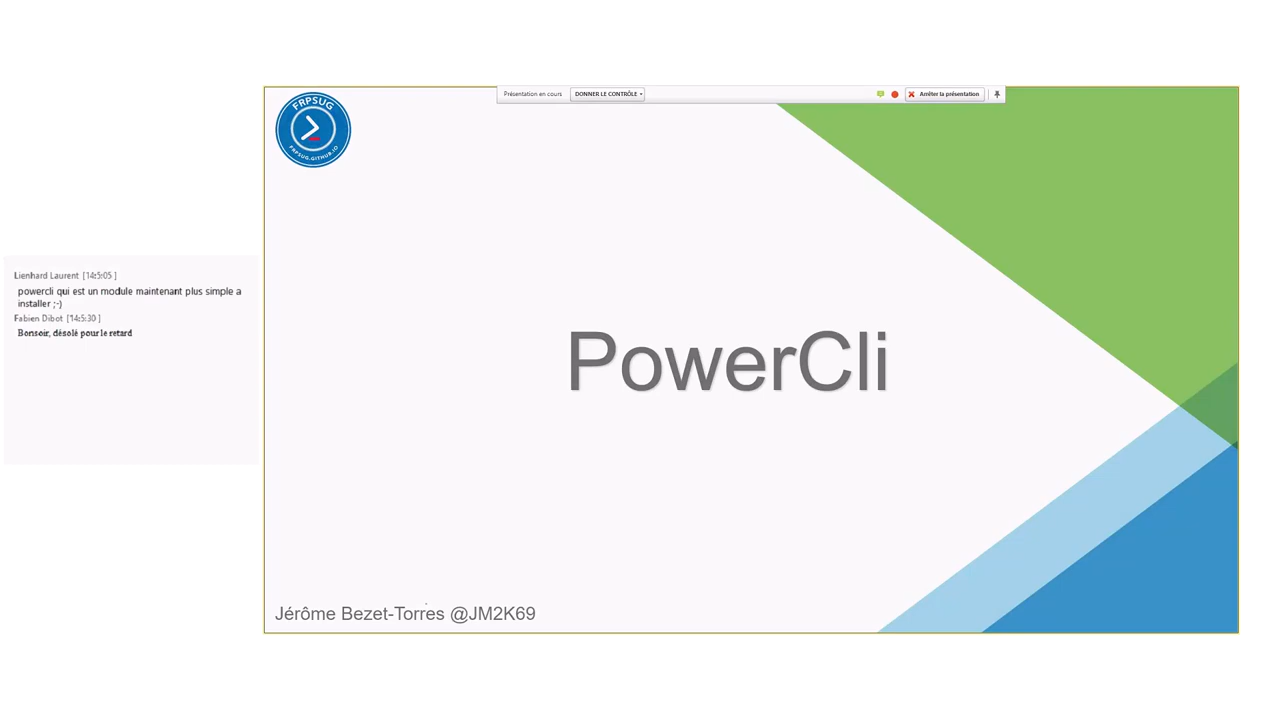 Présentation en cours
DONNER LE CONTRÔLE
Arrêter la présentation
FRPSUG
FRPSUG.GITHUB.IO
Lienhard Laurent [14:5:05 ]
powercli qui est un module maintenant plus simple a
installer ;-)
Fabien Dibot [14:5:30 ]
Bonsoir, désolé pour le retard
PowerCli
Jérôme Bezet-Torres @JM2K69